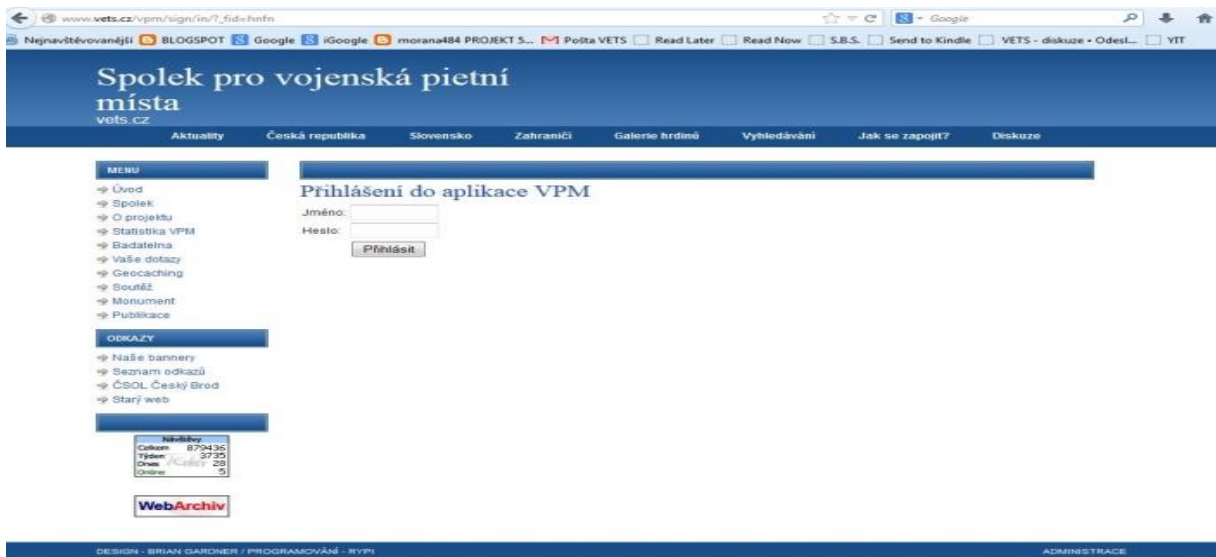 www.vets.cz/vpm/sign/in/?_fid=hnfn
Google
Nejnavštěvovanější BLOGSPOT Google iGoogle morana484 PROJEKT 5... Pošta VETS Read Later Read Now S.B.S. Send to Kindle VETS - diskuze • Odesl... YIT
Spolek pro vojenská pietní
místa
vets.cz
Aktuality Česká republika Slovensko Zahraničí Galerie hrdinů Vyhledávání Jak se zapojit? Diskuze
MENU
Úvod
Spolek
O projektu
Statistika VPM
Badatelna
Vaše dotazy
Geocaching
Soutěž
Monument
Publikace
ODKAZY
Naše bannery
Seznam odkazů
ČSOL Český Brod
Starý web
Přihlášení do aplikace VPM
Jméno:
Heslo:
Přihlásit
Návštěvy
Celkem 879436
Týden 3735
Dnes 28
Online 5
WebArchiv
DESIGN - BRIAN GARDNER / PROGRAMOVÁNÍ - RYPI ADMINISTRACE